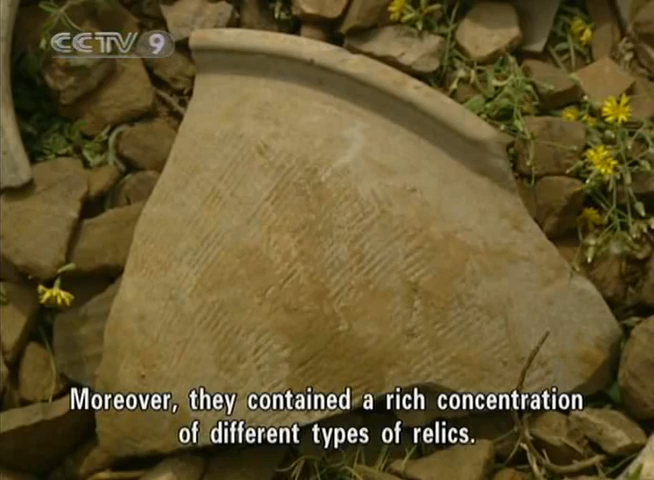 CCTV 9
Moreover, they contained a rich concentration
of different types of relics.